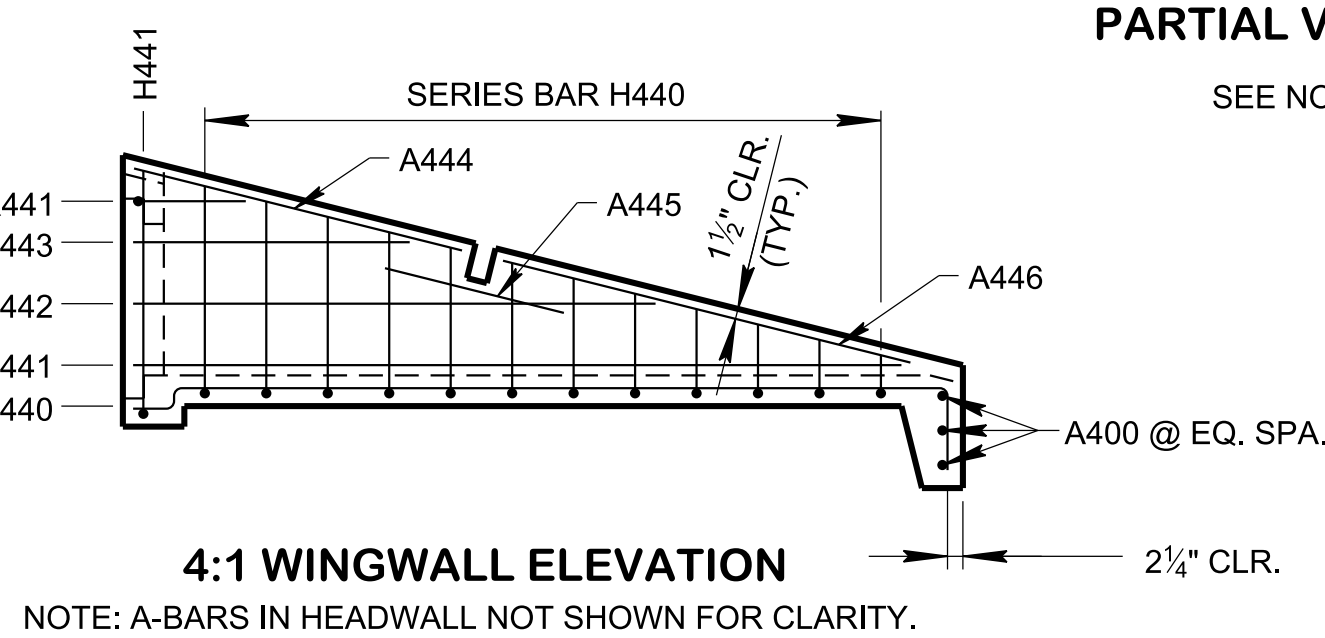 PARTIAL V
SEE NO
H441
SERIES BAR H440
A444
A445
1½" CLR.
(TYP.)
A446
441
443
442
441
440
A400 @ EQ. SPA.
4:1 WINGWALL ELEVATION
2¼" CLR.
NOTE: A-BARS IN HEADWALL NOT SHOWN FOR CLARITY.